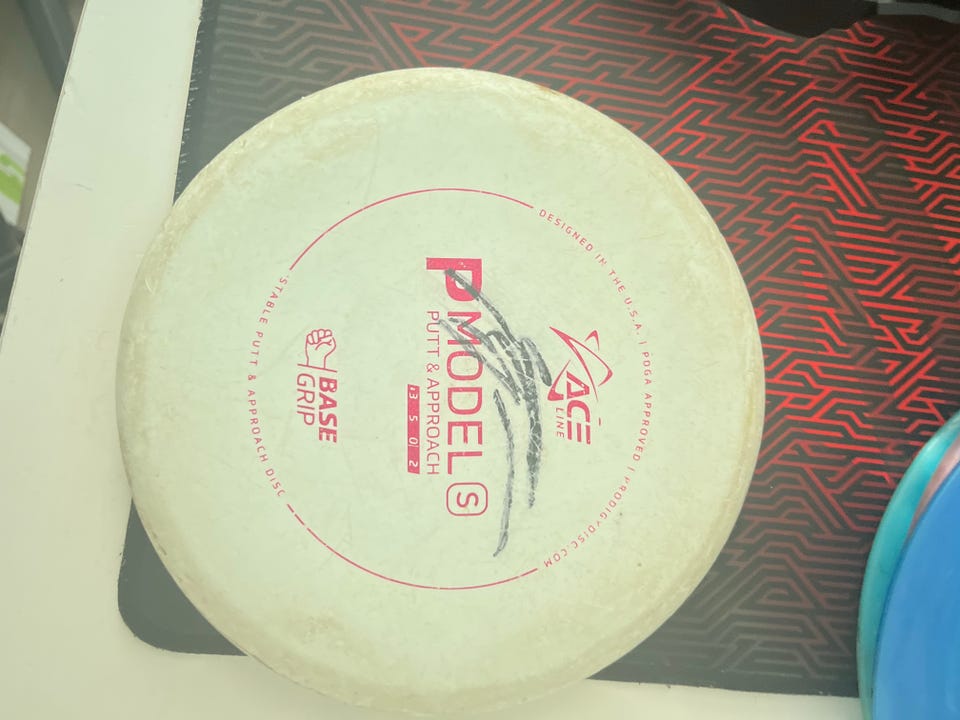 DESIGNED IN THE U.S.A. | PDGA APPROVED | PRODIGYDISC.COM
ACE
LINE
P MODEL S
PUTT & APPROACH
3 5 0 2
BASE
GRIP
STABLE PUTT & APPROACH DISC